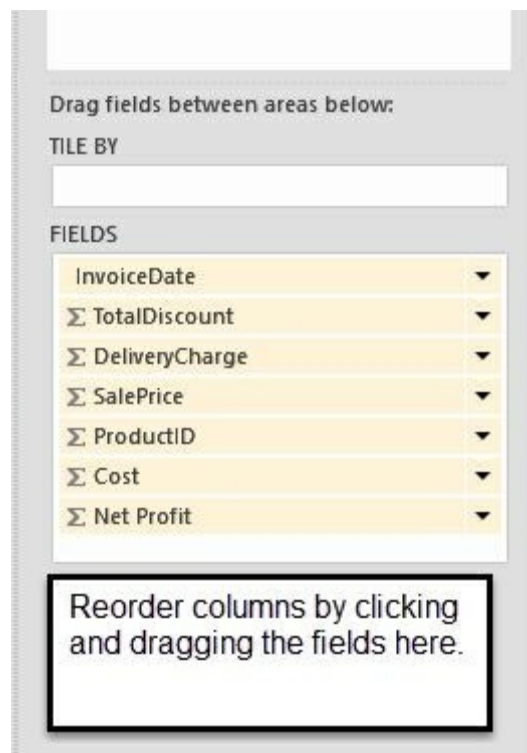 Drag fields between areas below:
TILE BY
FIELDS
InvoiceDate
Σ TotalDiscount
Σ DeliveryCharge
Σ SalePrice
Σ ProductID
Σ Cost
Σ Net Profit
Reorder columns by clicking
and dragging the fields here.